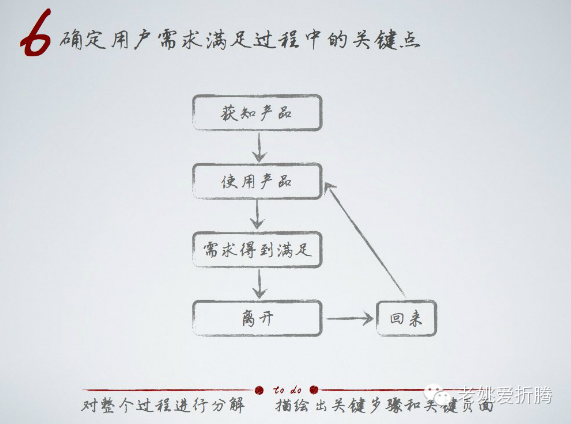 6 确定用户需求满足过程中的关键点
获知产品
使用产品
需求得到满足
离开
回来
to do
对整个过程进行分解 描绘出关键步骤和关键页面
老姚爱折腾